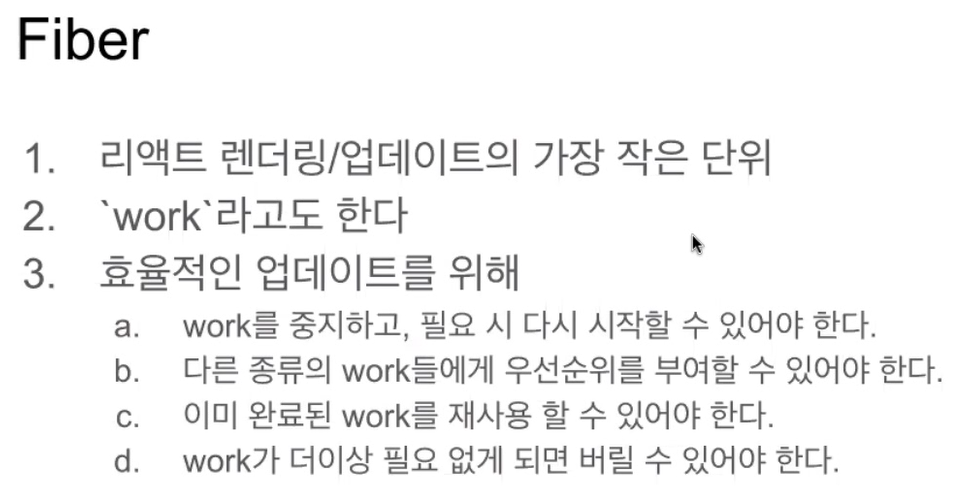 Fiber
1. 리액트 렌더링/업데이트의 가장 작은 단위
2. `work`라고도 한다
3. 효율적인 업데이트를 위해
a. work를 중지하고, 필요 시 다시 시작할 수 있어야 한다.
b. 다른 종류의 work들에게 우선순위를 부여할 수 있어야 한다.
c. 이미 완료된 work를 재사용 할 수 있어야 한다.
d. work가 더이상 필요 없게 되면 버릴 수 있어야 한다.